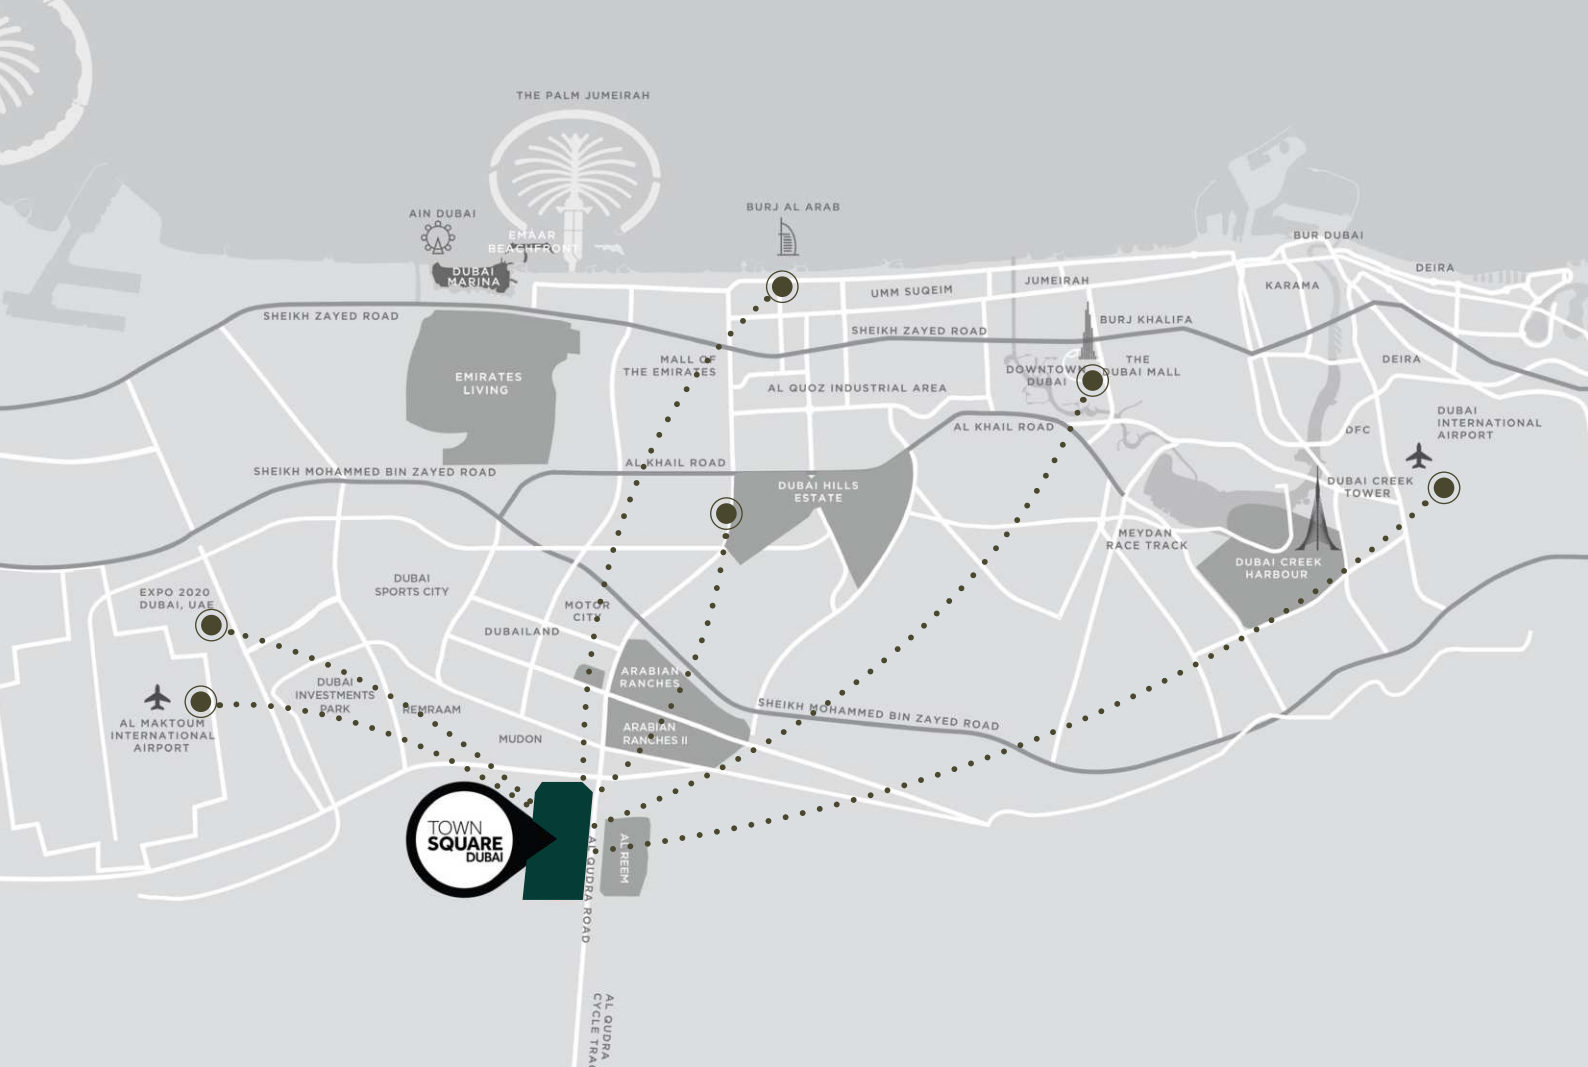 THE PALM JUMEIRAH
AIN DUBAI
BURJ AL ARAB
EMAAR
BEACHFRONT
BUR DUBAI
DUBAI
MARINA
DEIRA
JUMEIRAH
KARAMA
UMM SUQEIM
SHEIKH ZAYED ROAD
BURJ KHALIFA
SHEIKH ZAYED ROAD
MALL OF
THE EMIRATES
THE
DUBAI MALL
DEIRA
DOWNTOWN
DUBAI
EMIRATES
LIVING
AL QUOZ INDUSTRIAL AREA
DUBAI
INTERNATIONAL
AIRPORT
AL KHAIL ROAD
DFC
AL KHAIL ROAD
SHEIKH MOHAMMED BIN ZAYED ROAD
DUBAI HILLS
ESTATE
DUBAI CREEK
TOWER
MEYDAN
RACE TRACK
DUBAI CREEK
HARBOUR
DUBAI
SPORTS CITY
EXPO 2020
DUBAI, UAE
MOTOR
CITY
DUBAILAND
ARABIAN
RANCHES
DUBAI
INVESTMENTS
PARK
REMRAAM
SHEIKH MOHAMMED BIN ZAYED ROAD
AL MAKTOUM
INTERNATIONAL
AIRPORT
MUDON
ARABIAN
RANCHES II
TOWN
SQUARE
DUBAI
AL REEM
AL QUDRA ROAD
AL QUDRA
CYCLE TRAC